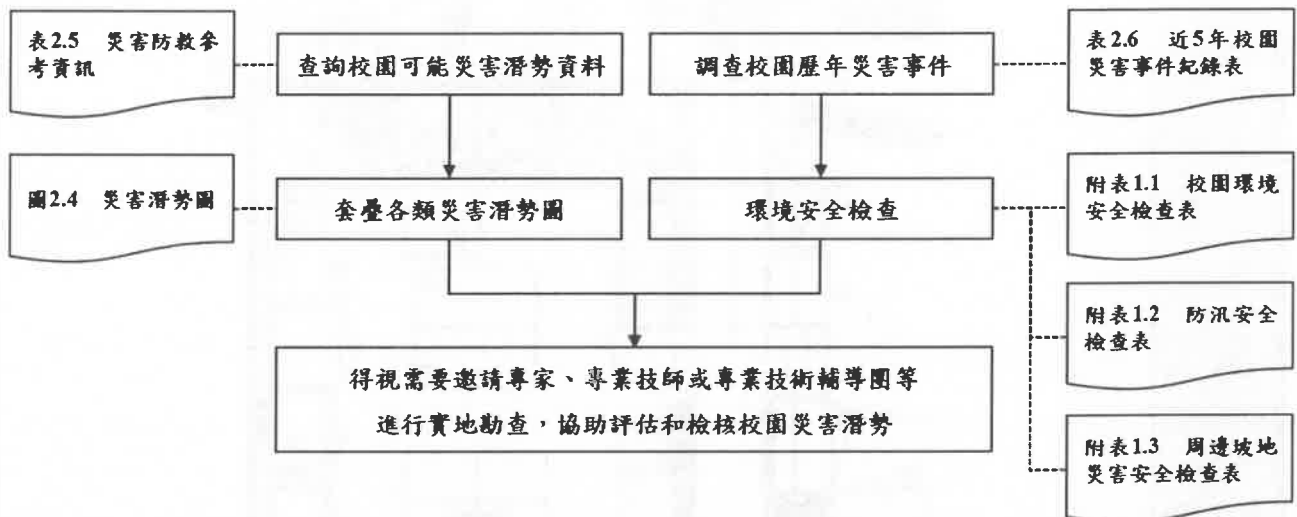 表2.5 災害防救參
考資訊
查詢校園可能災害潛勢資料
調查校園歷年災害事件
表2.6 近5年校園
災害事件紀錄表
圖2.4 災害潛勢圖
套疊各類災害潛勢圖
環境安全檢查
附表1.1 校園環境
安全檢查表
附表1.2 防汛安全
檢查表
得視需要邀請專家、專業技師或專業技術輔導團等
進行實地勘查，協助評估和檢核校園災害潛勢
附表1.3 周邊坡地
災害安全檢查表